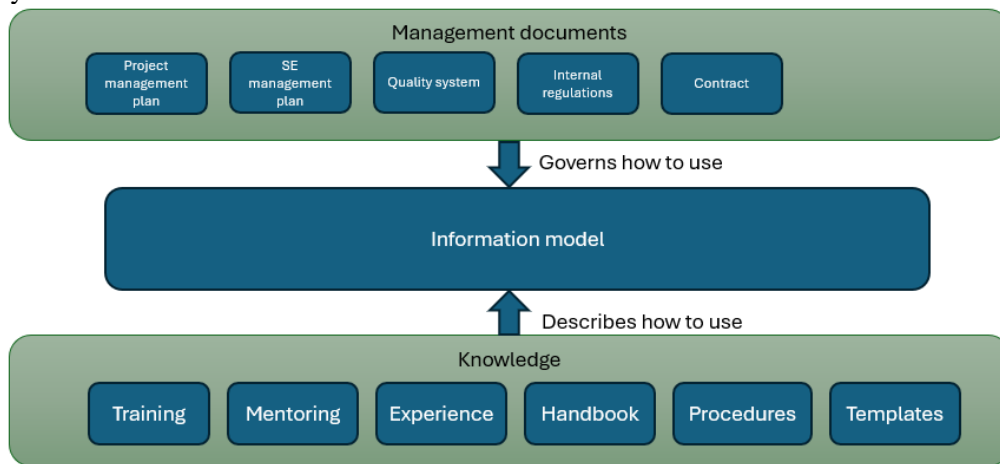 Management documents
Project
management
plan
SE
management
plan
Quality system
Internal
regulations
Contract
Governs how to use
Information model
Describes how to use
Knowledge
Training
Mentoring
Experience
Handbook
Procedures
Templates